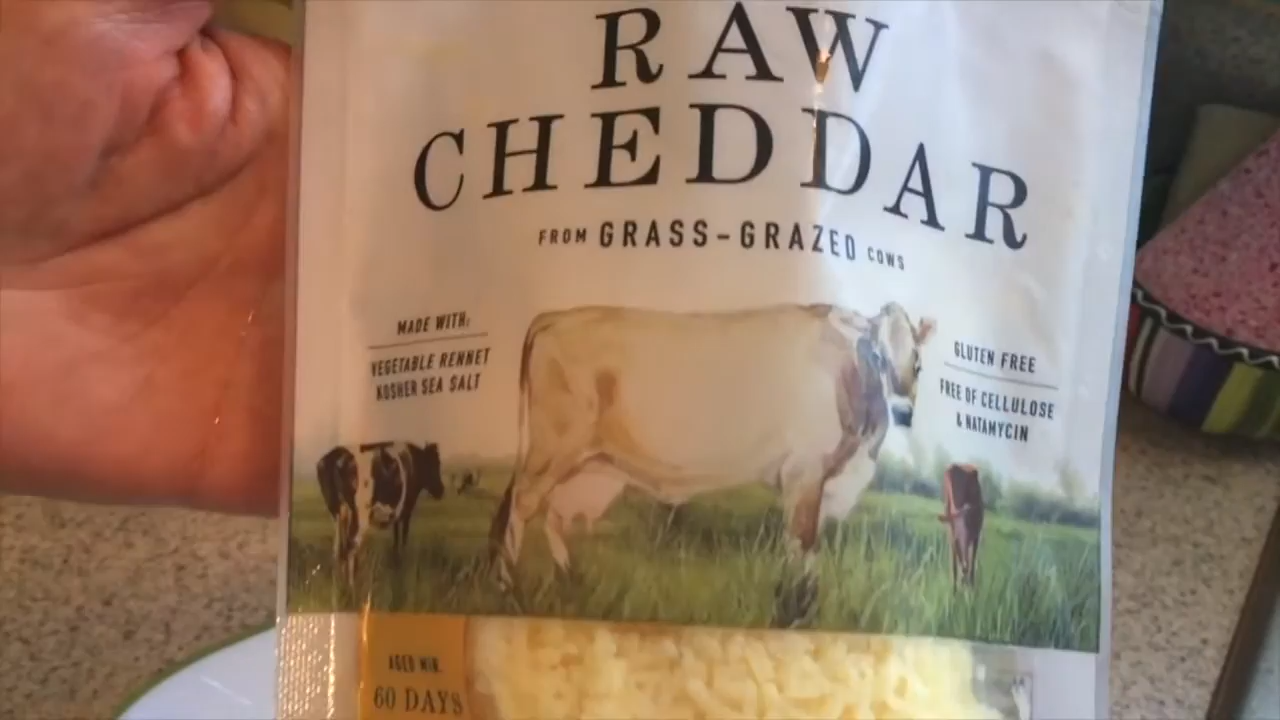 RAW
CHEDDAR
FROM GRASS-GRAZED COWS
MADE WITH:
VEGETABLE RENNET
KOSHER SEA SALT
GLUTEN FREE
FREE OF CELLULOSE
& NATAMYCIN
AGED MIN.
60 DAYS